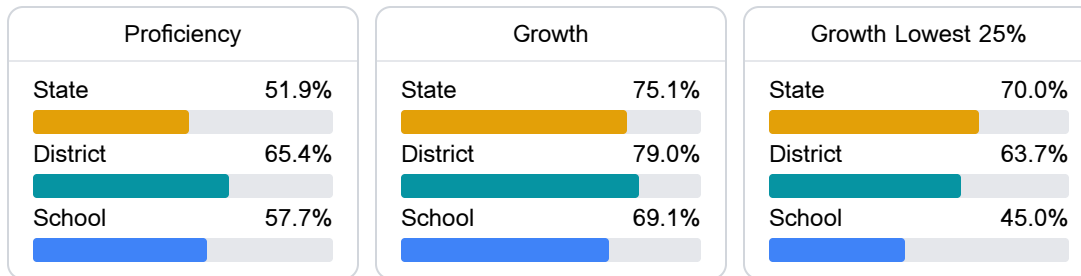 Proficiency
State 51.9%
District 65.4%
School 57.7%
Growth
State 75.1%
District 79.0%
School 69.1%
Growth Lowest 25%
State 70.0%
District 63.7%
School 45.0%